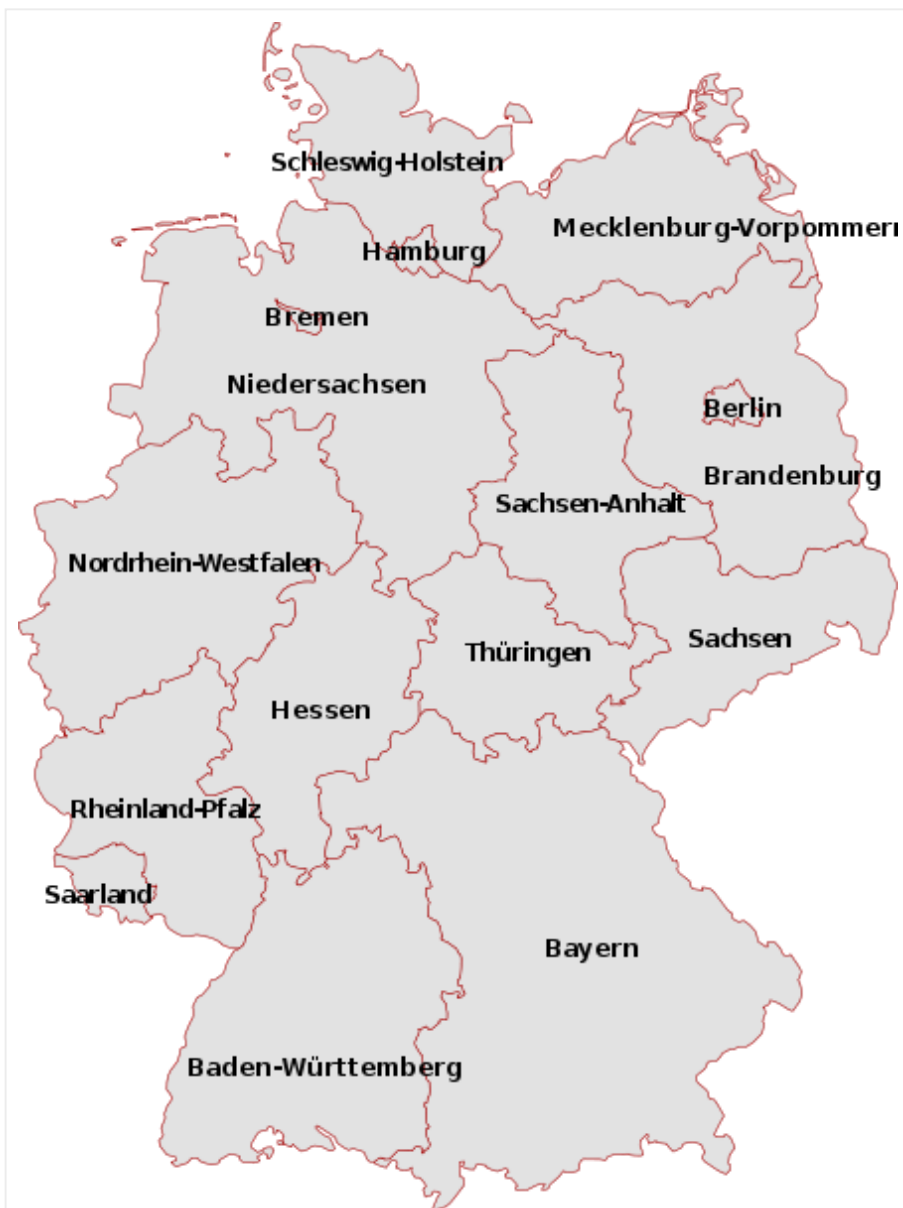 Schleswig-Holstein
Mecklenburg-Vorpommern
Hamburg
Bremen
Niedersachsen
Berlin
Brandenburg
Sachsen-Anhalt
Nordrhein-Westfalen
Sachsen
Thüringen
Hessen
Rheinland-Pfalz
Saarland
Bayern
Baden-Württemberg